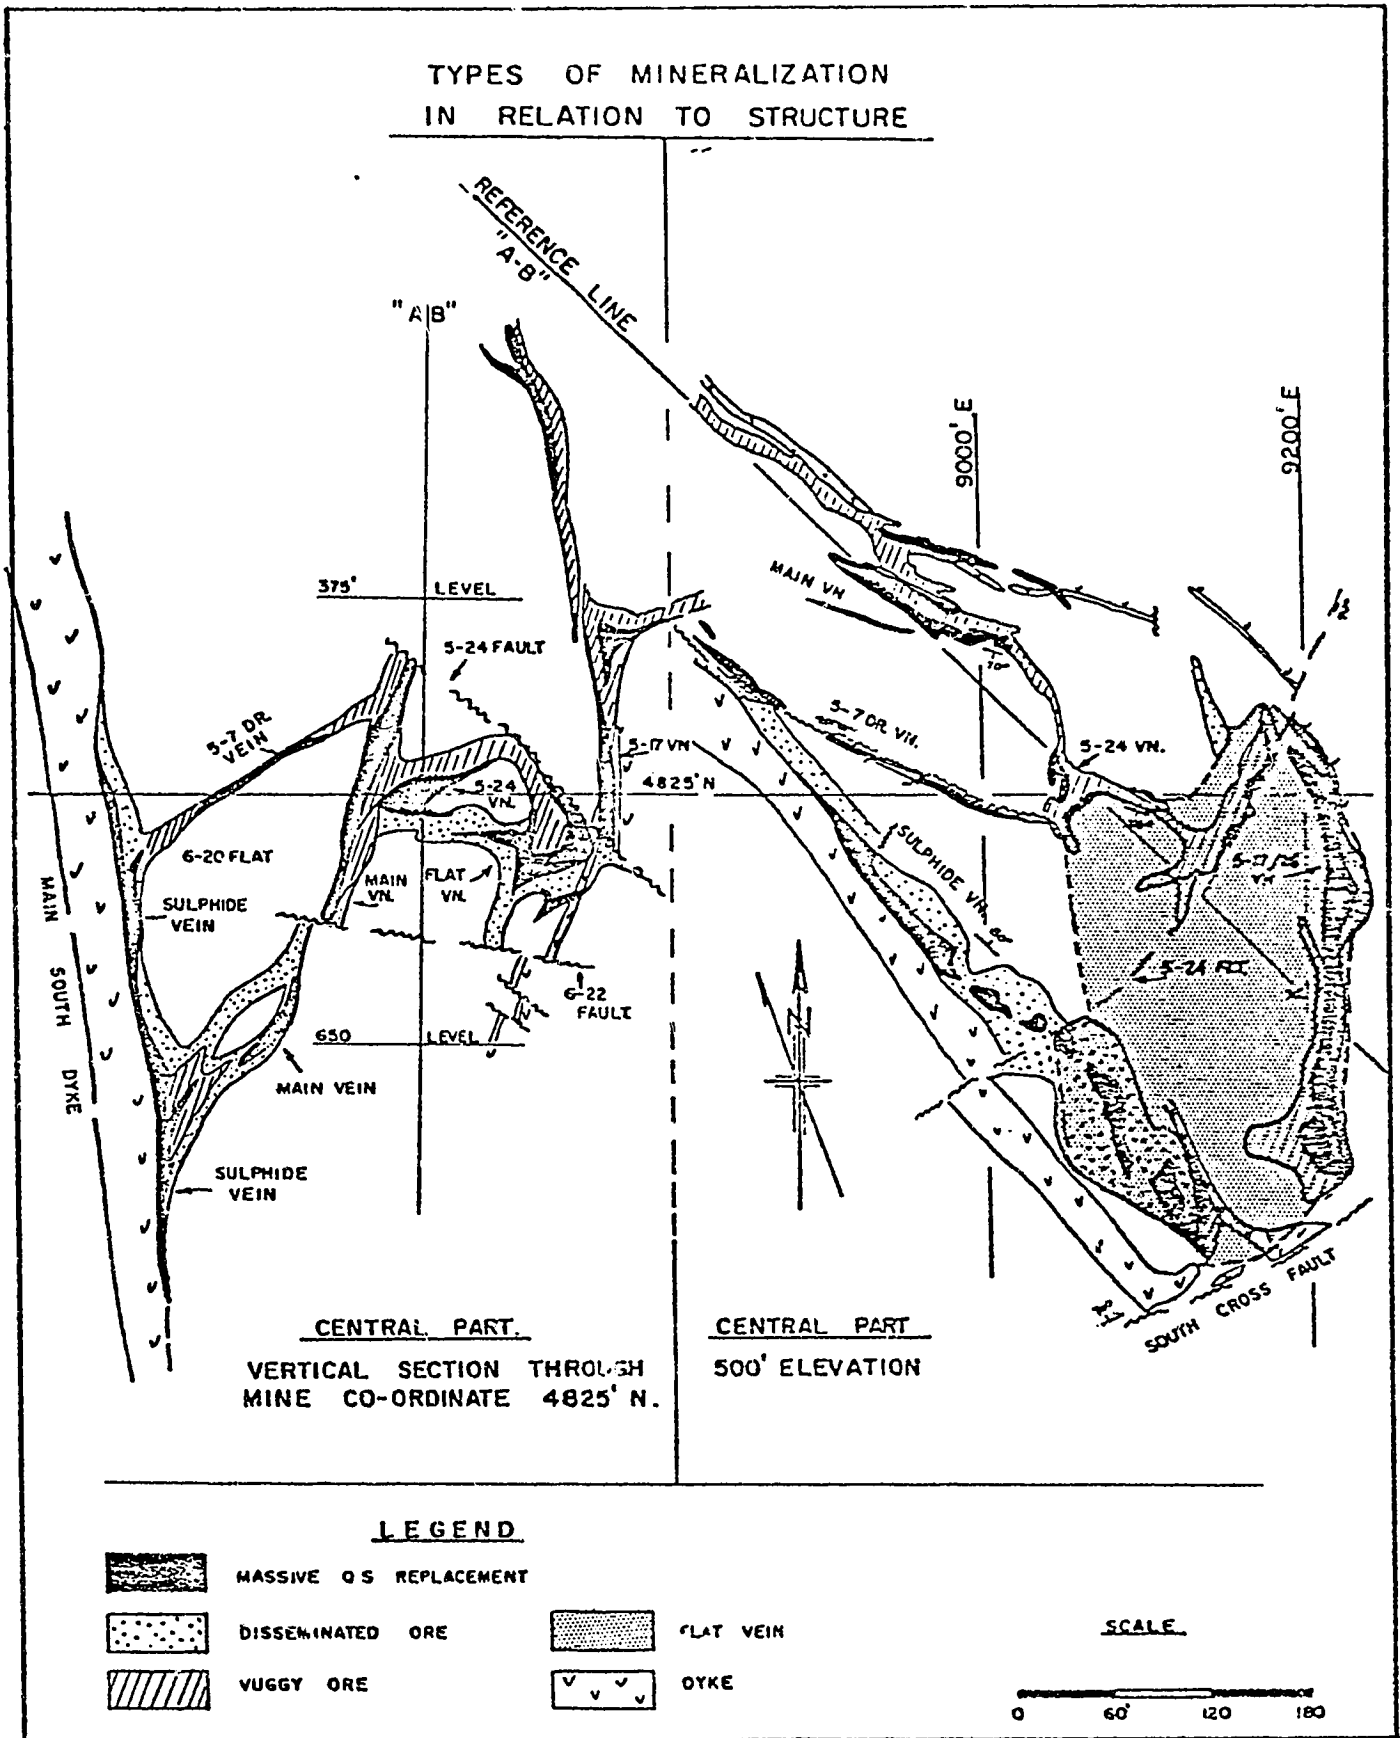 TYPES OF MINERALIZATION
IN RELATION TO STRUCTURE
REFERENCE LINE
"A-B"
"A B"
9000' E
9200' E
375' LEVEL
5-24 FAULT
MAIN VN
70°
5-7 DR.
VEIN
5-17 VN
5-7 DR. VN.
5-24 VN.
4825' N
5-24
VN.
6-20 FLAT
MAIN
VN.
FLAT
VN.
SULPHIDE
VEIN
SULPHIDE VN.
60°
MAIN SOUTH DYKE
6-22
FAULT
650 LEVEL
N
MAIN VEIN
SULPHIDE
VEIN
SOUTH CROSS FAULT
CENTRAL PART.
VERTICAL SECTION THROUGH
MINE CO-ORDINATE 4825' N.
CENTRAL PART
500' ELEVATION
LEGEND
MASSIVE QS REPLACEMENT
DISSEMINATED ORE
FLAT VEIN
VUGGY ORE
DYKE
SCALE
0 60' 120 180